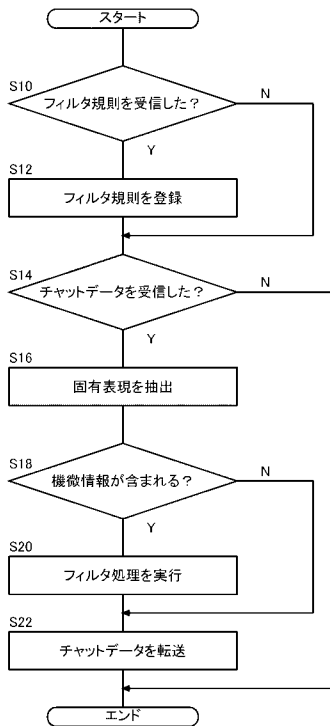 スタート
S10
フィルタ規則を受信した?
N
Y
S12
フィルタ規則を登録
S14
チャットデータを受信した?
N
Y
S16
固有表現を抽出
S18
機微情報が含まれる?
N
Y
S20
フィルタ処理を実行
S22
チャットデータを転送
エンド